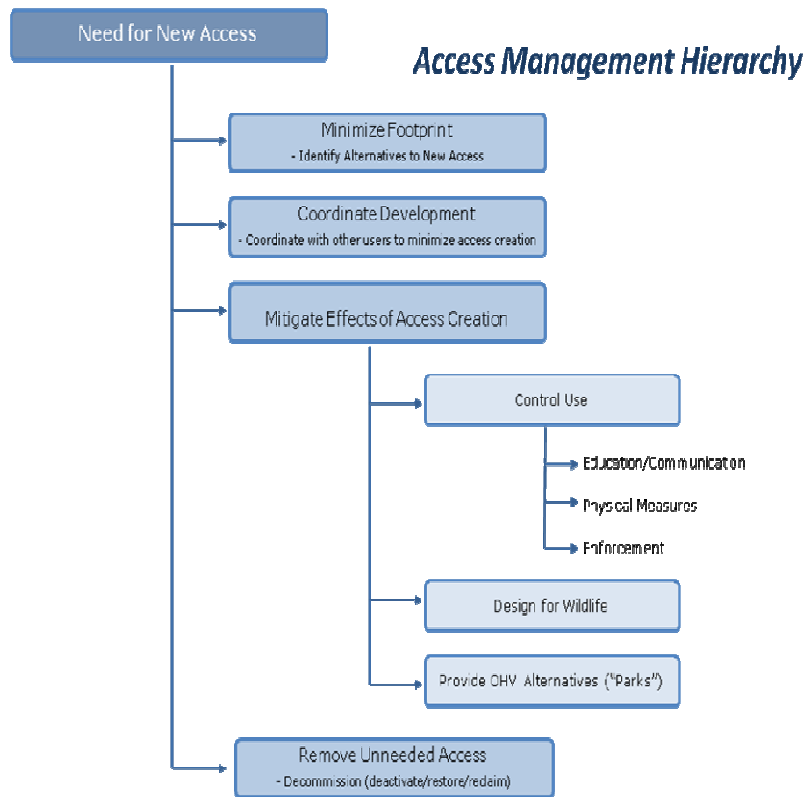 Need for New Access
Access Management Hierarchy
Minimize Footprint
- Identify Alternatives to New Access
Coordinate Development
- Coordinate with other users to minimize access creation
Mitigate Effects of Access Creation
Control Use
Education/Communication
Physical Measures
Enforcement
Design for Wildlife
Provide OHV Alternatives ("Parks")
Remove Unneeded Access
- Decommission (deactivate/restore/reclaim)